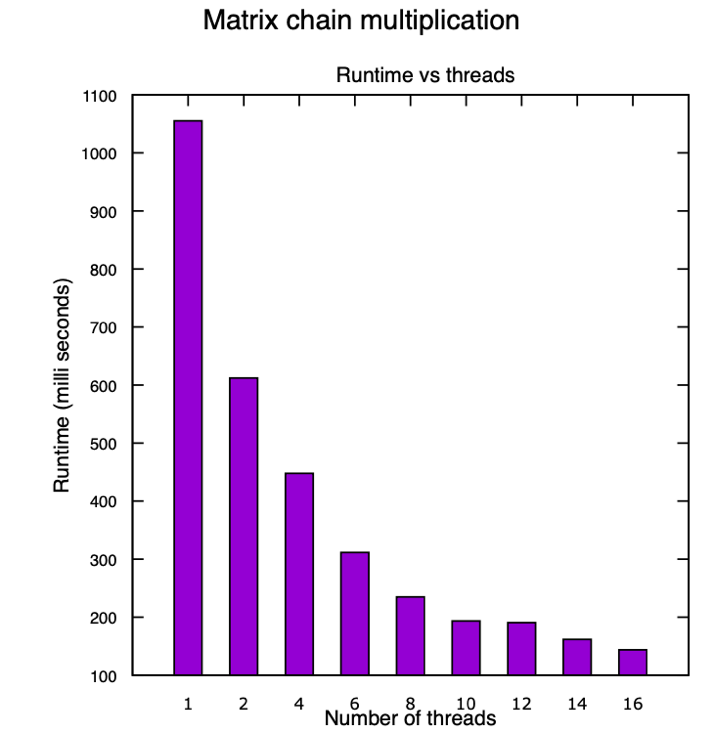 Matrix chain multiplication
Runtime vs threads
1100
1000
900
800
700
600
500
400
300
200
100
Runtime (milli seconds)
1 2 4 6 8 10 12 14 16
Number of threads